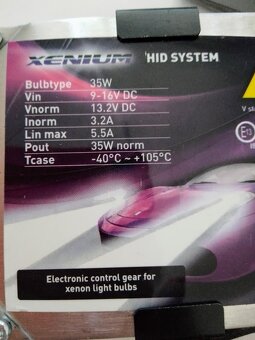 XENIUM HID SYSTEM
Bulbtype 35W
Vin 9-16V DC
Vnorm 13.2V DC
Inorm 3.2A
Lin max 5.5A
Pout 35W norm
Tcase -40°C ~ +105°C
E13
Electronic control gear for
xenon light bulbs